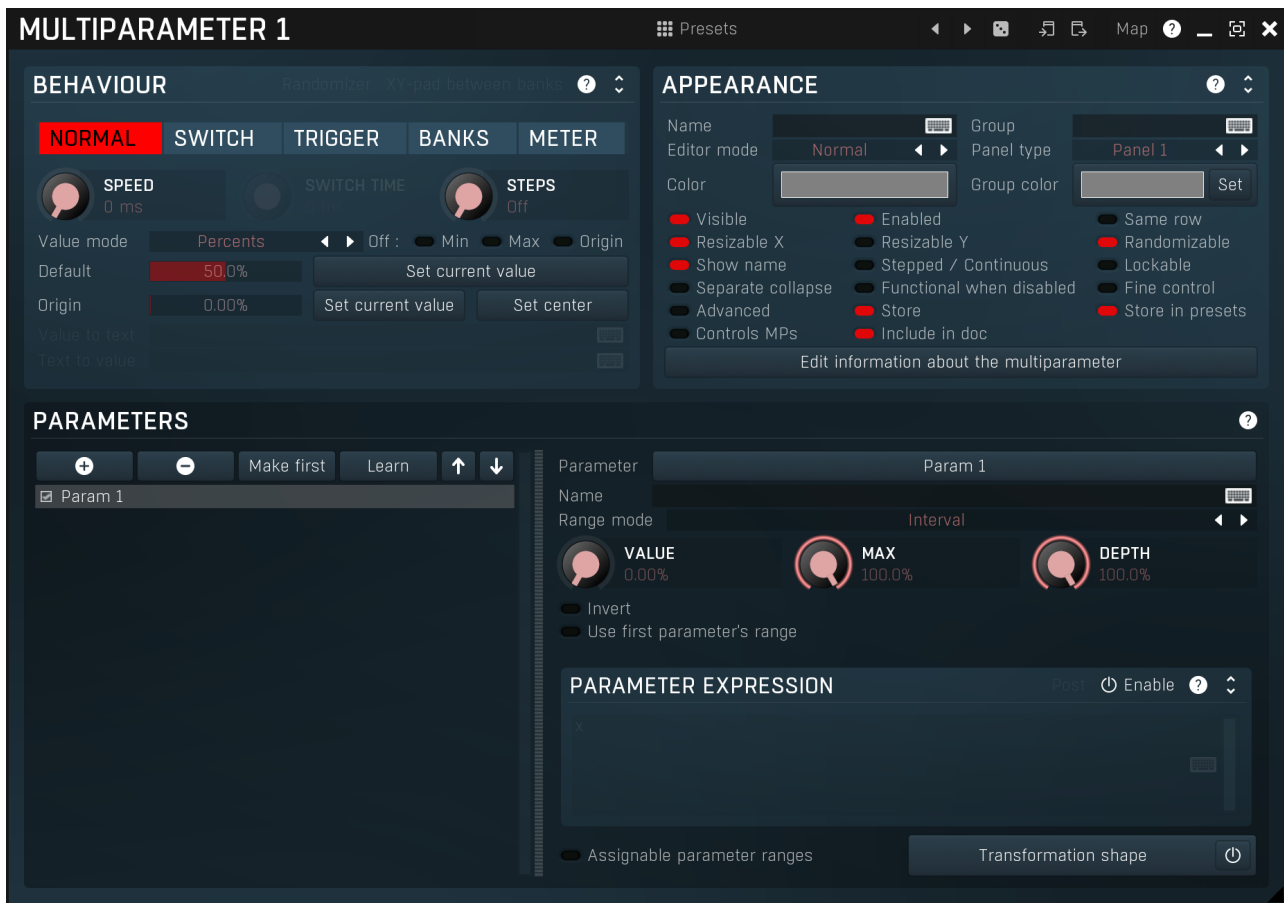 MULTIPARAMETER 1 Presets Map ?
BEHAVIOUR Randomizer XY-pad between banks ?
NORMAL SWITCH TRIGGER BANKS METER
SPEED
0 ms
SWITCH TIME
STEPS
Off
Value mode Percents Off : Min Max Origin
Default 50.0% Set current value
Origin 0.00% Set current value Set center
Value to text
Text to value
APPEARANCE ?
Name Group
Editor mode Normal Panel type Panel 1
Color Group color Set
Visible Enabled Same row
Resizable X Resizable Y Randomizable
Show name Stepped / Continuous Lockable
Separate collapse Functional when disabled Fine control
Advanced Store Store in presets
Controls MPs Include in doc
Edit information about the multiparameter
PARAMETERS ?
Make first Learn
Param 1
Parameter Param 1
Name
Range mode Interval
VALUE
0.00%
MAX
100.0%
DEPTH
100.0%
Invert
Use first parameter's range
PARAMETER EXPRESSION Post Enable ?
x
Assignable parameter ranges Transformation shape